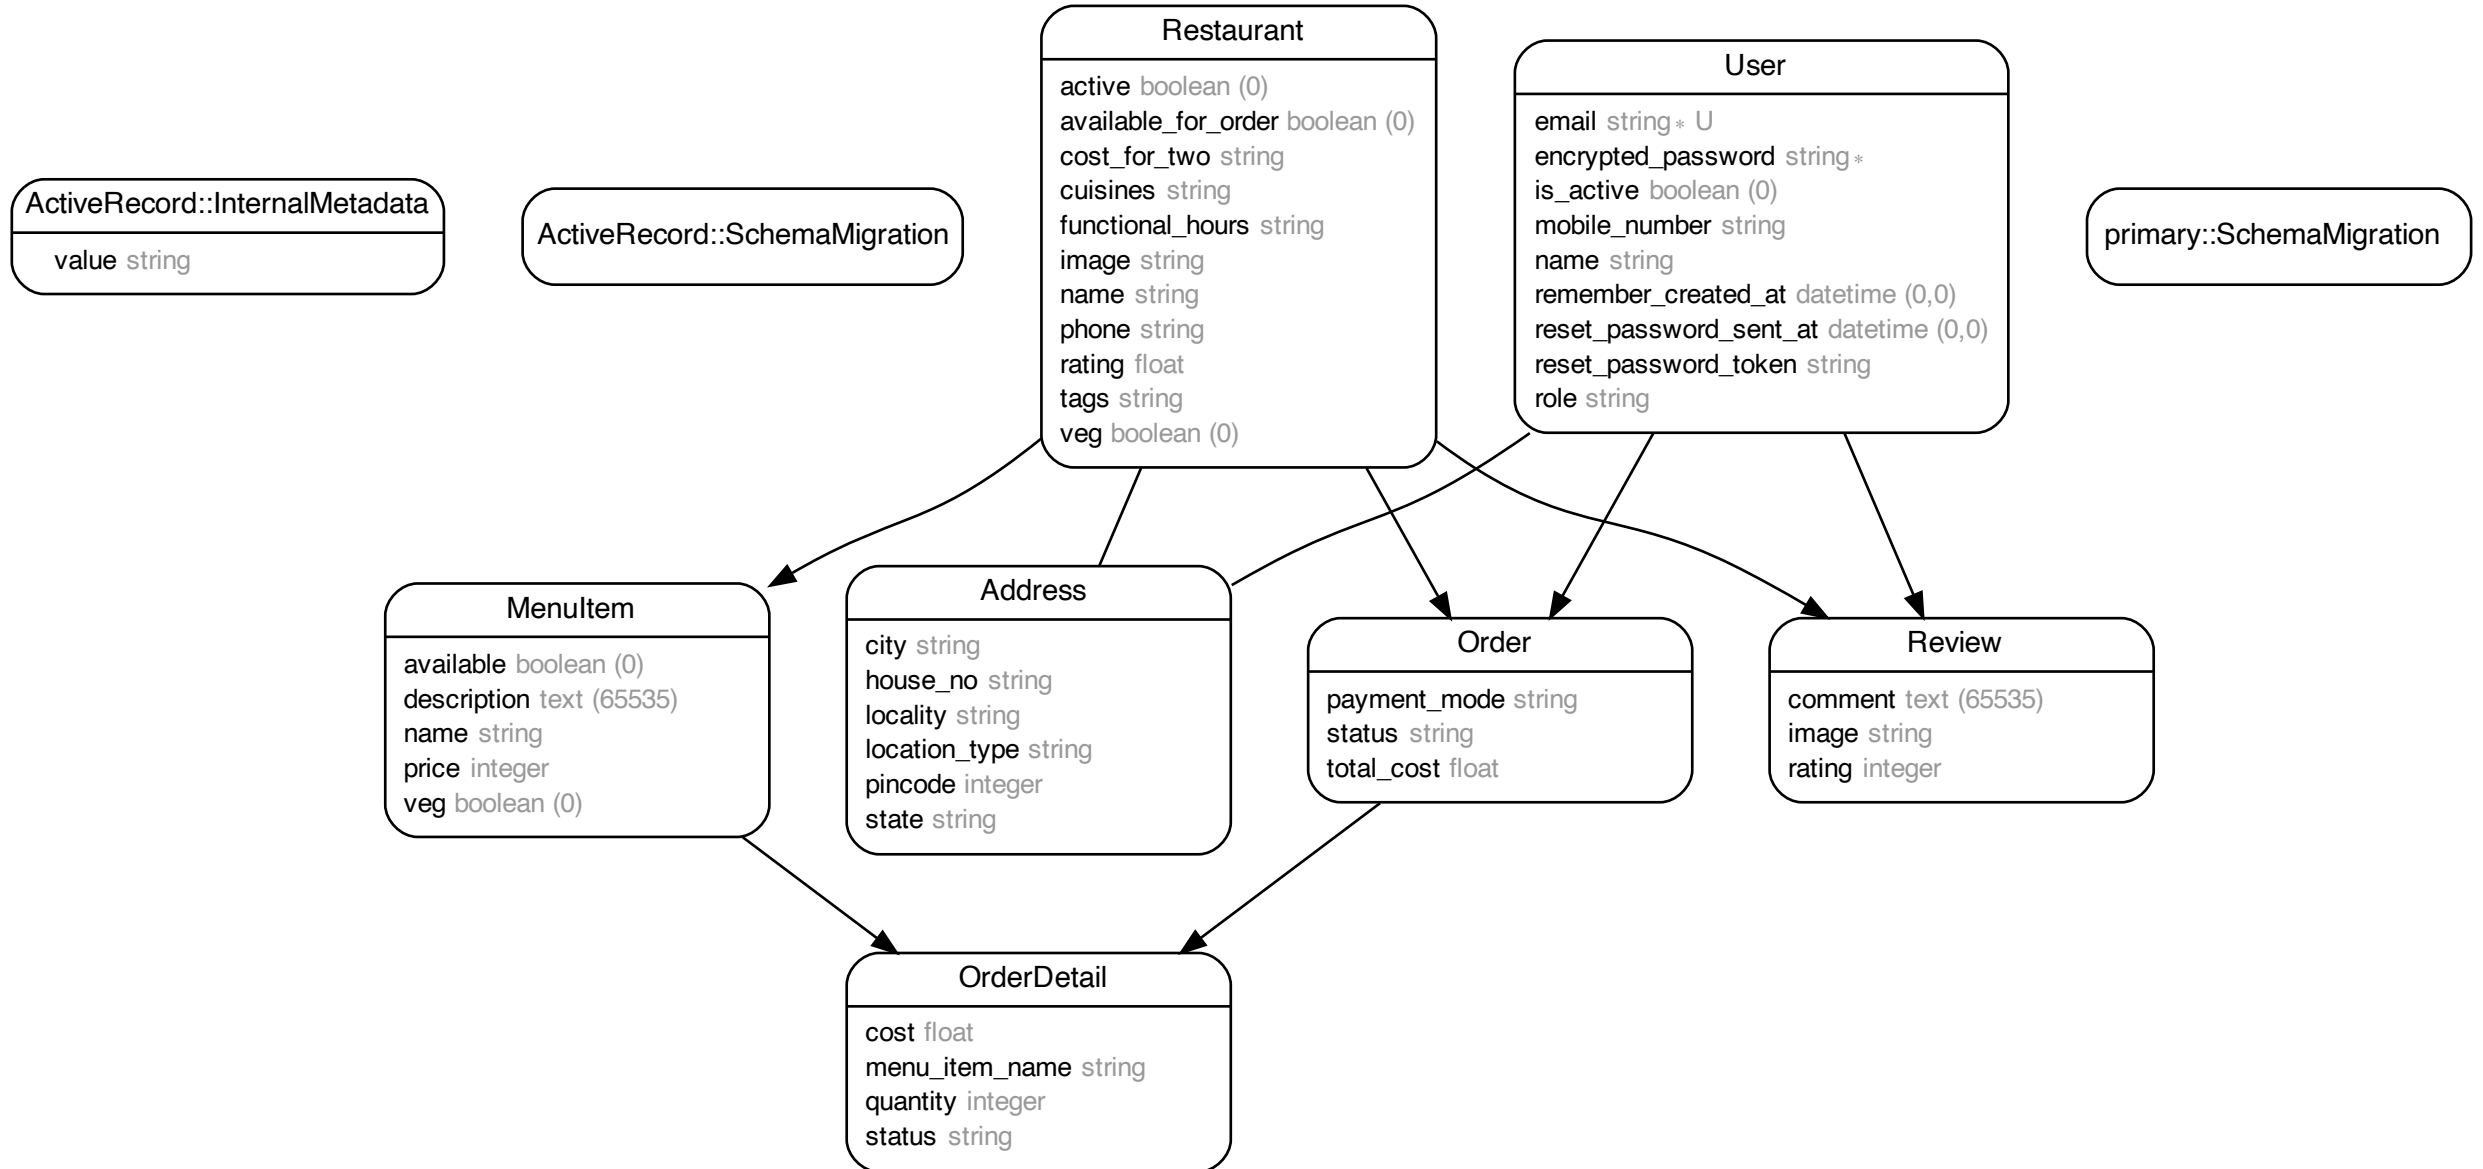 ActiveRecord::InternalMetadata
value string
ActiveRecord::SchemaMigration
Restaurant
active boolean (0)
available_for_order boolean (0)
cost_for_two string
cuisines string
functional_hours string
image string
name string
phone string
rating float
tags string
veg boolean (0)
User
email string∗ U
encrypted_password string∗
is_active boolean (0)
mobile_number string
name string
remember_created_at datetime (0,0)
reset_password_sent_at datetime (0,0)
reset_password_token string
role string
primary::SchemaMigration
MenuItem
available boolean (0)
description text (65535)
name string
price integer
veg boolean (0)
Address
city string
house_no string
locality string
location_type string
pincode integer
state string
Order
payment_mode string
status string
total_cost float
Review
comment text (65535)
image string
rating integer
OrderDetail
cost float
menu_item_name string
quantity integer
status string